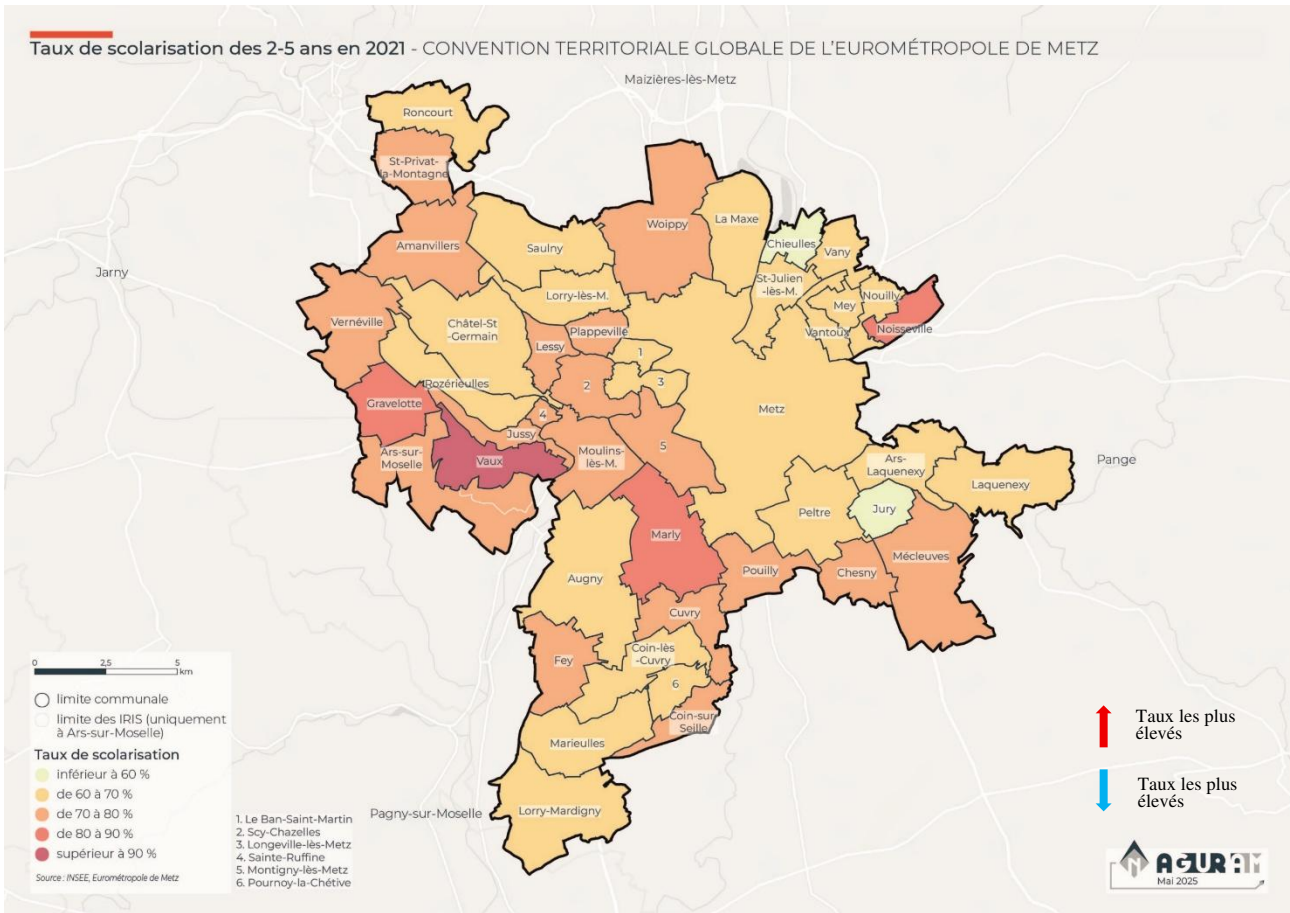 Taux de scolarisation des 2-5 ans en 2021 - CONVENTION TERRITORIALE GLOBALE DE L'EUROMÉTROPOLE DE METZ
Maizières-lès-Metz
Roncourt
St-Privat-
la-Montagne
Woippy
La Maxe
Amanvillers
Saulny
Chieulles
Vany
Jarny
St-Julien
-lès-M.
Lorry-lès-M.
Nouilly
Mey
Vernéville
Châtel-St
-Germain
Plappeville
Vantoux
Noisseville
Lessy
1
Rozérieulles
2
3
Gravelotte
Metz
4
Jussy
5
Ars-sur-
Moselle
Vaux
Moulins-
lès-M.
Ars-
Laquenexy
Pange
Laquenexy
Peltre
Jury
Marly
Mécleuves
Augny
Pouilly
Chesny
Cuvry
Fey
Coin-lès
-Cuvry
6
Coin-sur
Seille
Marieulles
Pagny-sur-Moselle
Lorry-Mardigny
0 2,5 5
km
limite communale
limite des IRIS (uniquement
à Ars-sur-Moselle)
Taux de scolarisation
inférieur à 60 %
de 60 à 70 %
de 70 à 80 %
de 80 à 90 %
supérieur à 90 %
Source : INSEE, Eurométropole de Metz
1. Le Ban-Saint-Martin
2. Scy-Chazelles
3. Longeville-lès-Metz
4. Sainte-Ruffine
5. Montigny-lès-Metz
6. Pournoy-la-Chétive
Taux les plus
élevés
Taux les plus
élevés
N
AGURAM
Mai 2025